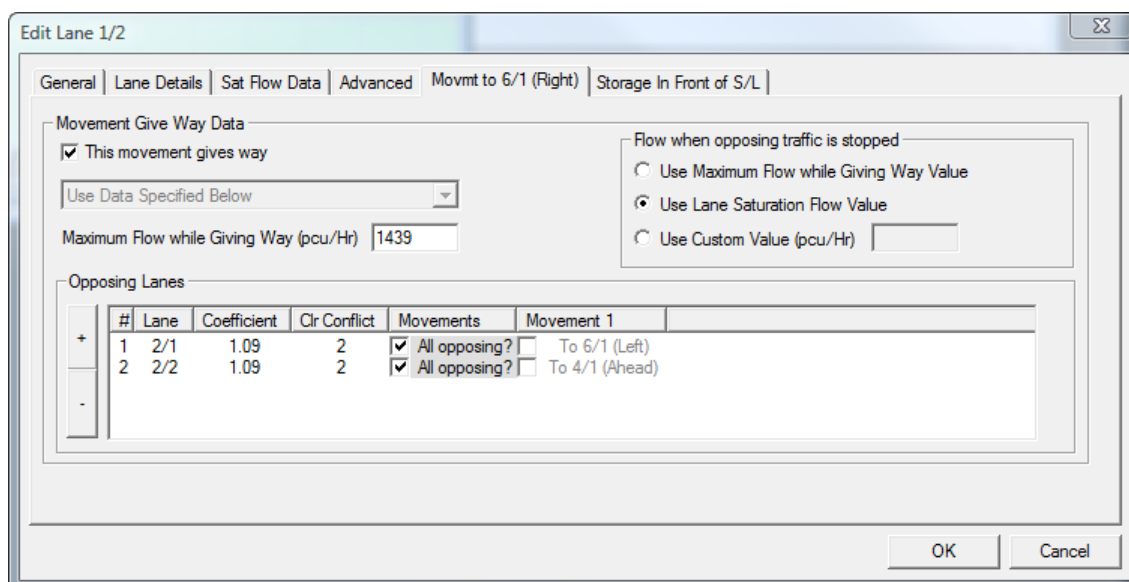 Edit Lane 1/2
General Lane Details Sat Flow Data Advanced Movmt to 6/1 (Right) Storage In Front of S/L
Movement Give Way Data
This movement gives way
Use Data Specified Below
Maximum Flow while Giving Way (pcu/Hr) 1439
Flow when opposing traffic is stopped
Use Maximum Flow while Giving Way Value
Use Lane Saturation Flow Value
Use Custom Value (pcu/Hr)
Opposing Lanes
+
-
# Lane Coefficient Clr Conflict Movements Movement 1
1 2/1 1.09 2 All opposing? To 6/1 (Left)
2 2/2 1.09 2 All opposing? To 4/1 (Ahead)
OK Cancel